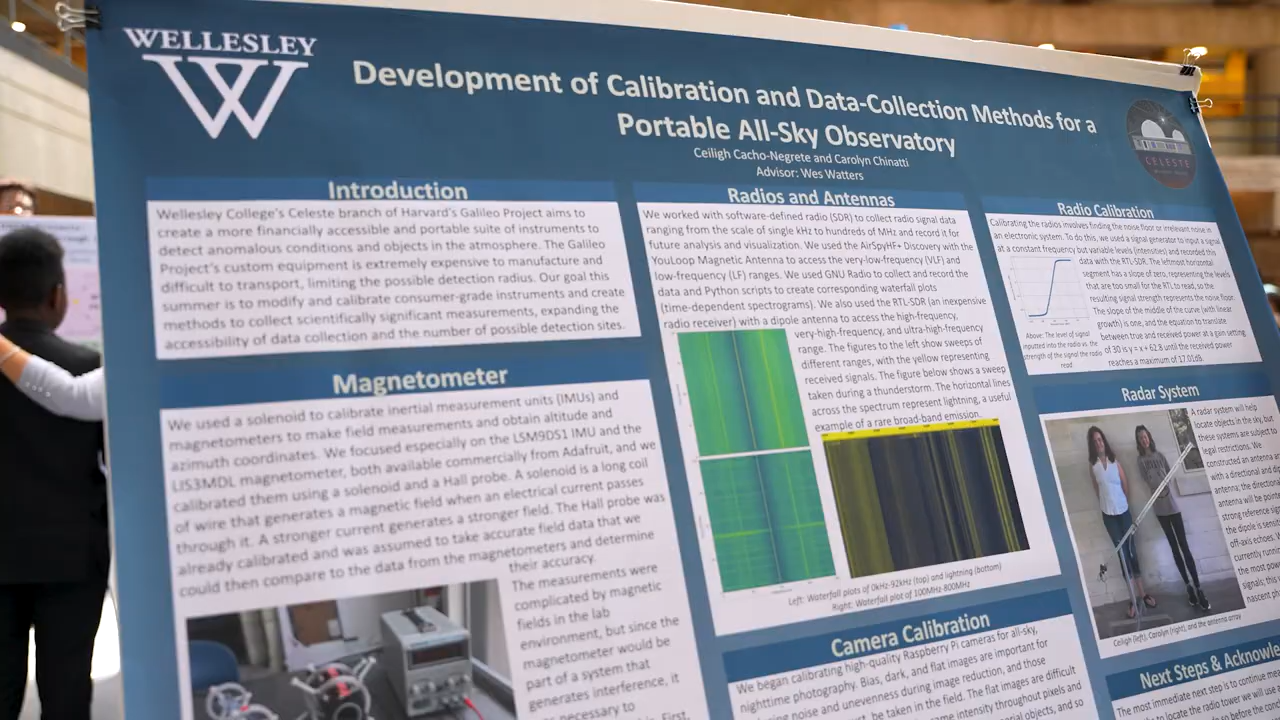 WELLESLEY
W
Development of Calibration and Data-Collection Methods for a
Portable All-Sky Observatory
Ceiligh Cacho-Negrete and Carolyn Chinatti
Advisor: Wes Watters
CELESTE
Introduction
Wellesley College's Celeste branch of Harvard's Galileo Project aims to
create a more financially accessible and portable suite of instruments to
detect anomalous conditions and objects in the atmosphere. The Galileo
Project's custom equipment is extremely expensive to manufacture and
difficult to transport, limiting the possible detection radius. Our goal this
summer is to modify and calibrate consumer-grade instruments and create
methods to collect scientifically significant measurements, expanding the
accessibility of data collection and the number of possible detection sites.
Magnetometer
We used a solenoid to calibrate inertial measurement units (IMUs) and
magnetometers to make field measurements and obtain altitude and
azimuth coordinates. We focused especially on the LSM9DS1 IMU and the
LIS3MDL magnetometer, both available commercially from Adafruit, and we
calibrated them using a solenoid and a Hall probe. A solenoid is a long coil
of wire that generates a magnetic field when an electrical current passes
through it. A stronger current generates a stronger field. The Hall probe was
already calibrated and was assumed to take accurate field data that we
could then compare to the data from the magnetometers and determine
their accuracy.
The measurements were
complicated by magnetic
fields in the lab
environment, but since the
magnetometer would be
part of a system that
generates interference, it
necessary to
First,
Radios and Antennas
We worked with software-defined radio (SDR) to collect radio signal data
ranging from the scale of single kHz to hundreds of MHz and record it for
future analysis and visualization. We used the AirSpyHF+ Discovery with the
YouLoop Magnetic Antenna to access the very-low-frequency (VLF) and
low-frequency (LF) ranges. We used GNU Radio to collect and record the
data and Python scripts to create corresponding waterfall plots
(time-dependent spectrograms). We also used the RTL-SDR (an inexpensive
radio receiver) with a dipole antenna to access the high-frequency,
very-high-frequency, and ultra-high-frequency
range. The figures to the left show sweeps of
different ranges, with the yellow representing
received signals. The figure below shows a sweep
taken during a thunderstorm. The horizontal lines
across the spectrum represent lightning, a useful
example of a rare broad-band emission.
Left: Waterfall plots of 0kHz-92kHz (top) and lightning (bottom)
Right: Waterfall plot of 100MHz-800MHz
Camera Calibration
We began calibrating high-quality Raspberry Pi cameras for all-sky,
nighttime photography. Bias, dark, and flat images are important for
noise and unevenness during image reduction, and those
be taken in the field. The flat images are difficult
same intensity throughout pixels and
objects, and so
Radio Calibration
Calibrating the radios involves finding the noise floor or irrelevant noise in
an electronic system. To do this, we used a signal generator to input a signal
at a constant frequency but variable levels (intensities) and recorded this
data with the RTL-SDR. The leftmost horizontal
segment has a slope of zero, representing the levels
that are too small for the RTL to read, so the
resulting signal strength represents the noise floor.
The slope of the middle of the curve (with linear
growth) is one, and the equation to translate
between true and received power at a gain setting
of 30 is y = x + 62.8 until the received power
reaches a maximum of 17.01dB.
Above: The level of signal
inputted into the radio vs. the
strength of the signal the radio
read
Radar System
A radar system will help
locate objects in the sky, but
these systems are subject to
legal restrictions.
constructed an antenna
with a directional and
antenna; the direction
antenna will be
strong reference
the dipole is
off-axis echoes.
currently
the most
signals; this
nascent
Ceiligh (left), Carolyn (right), and the antenna array
Next Steps &
The most immediate next step is to continue
to locate the radio tower we will use